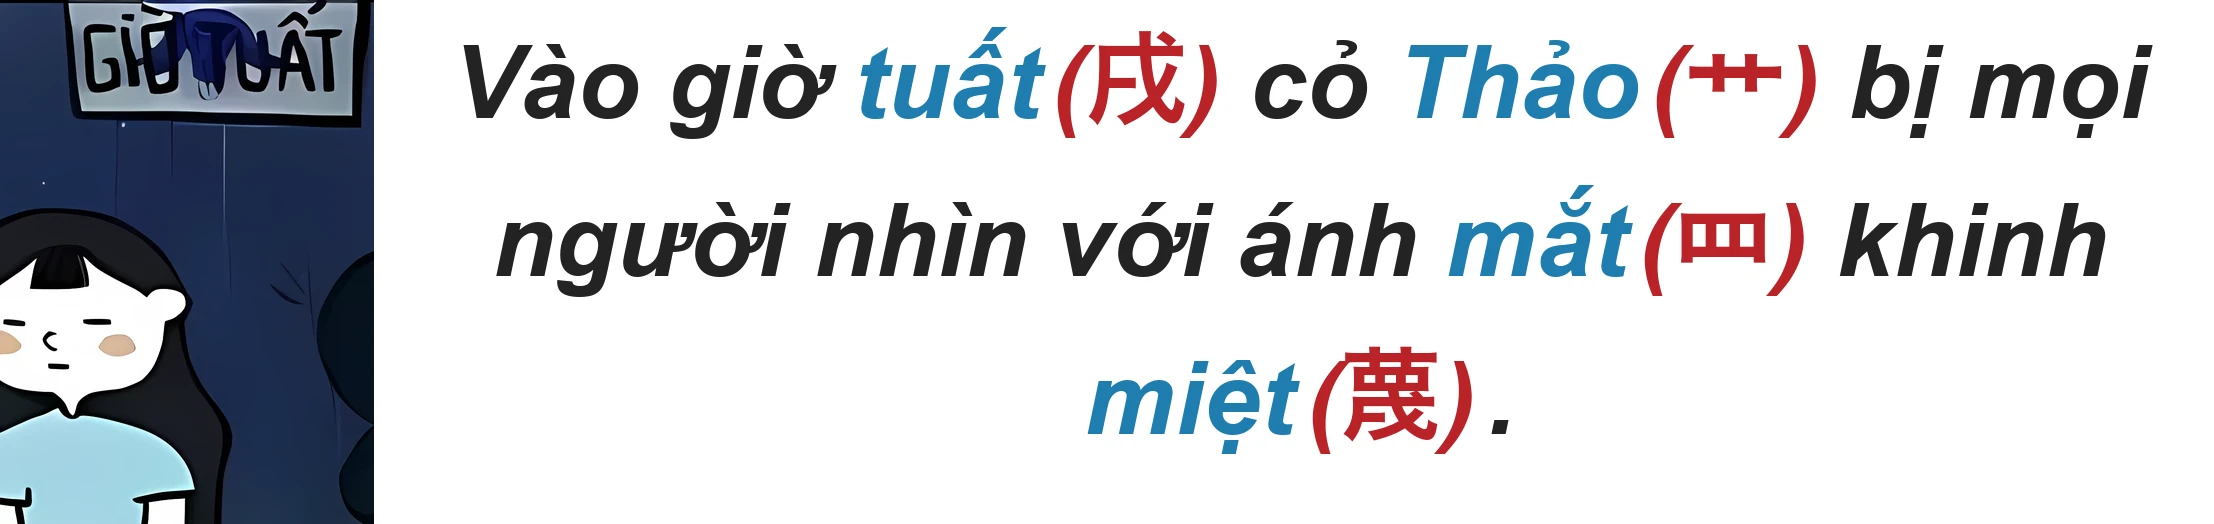 GIỜ TUẤT
Vào giờ tuất(戌) cỏ Thảo(艹) bị mọi
người nhìn với ánh mắt(罒) khinh
miệt(蔑).